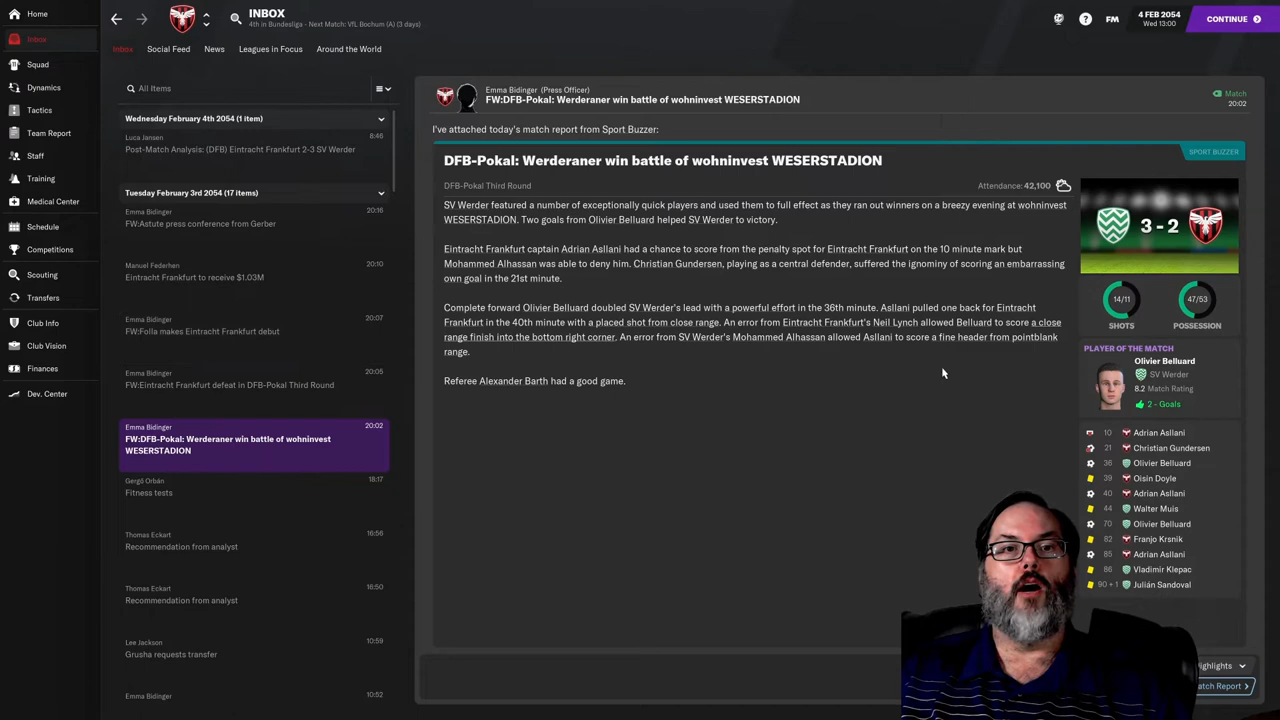 Home
INBOX
4th in Bundesliga - Next Match: VfL Bochum (A) (3 days)
FM
4 FEB 2054
Wed 13:00
CONTINUE
Inbox
Squad
Dynamics
Tactics
Team Report
Staff
Training
Medical Center
Schedule
Competitions
Scouting
Transfers
Club Info
Club Vision
Finances
Dev. Center
Inbox
Social Feed
News
Leagues in Focus
Around the World
All Items
Wednesday February 4th 2054 (1 item)
Luca Jansen
8:46
Post-Match Analysis: (DFB) Eintracht Frankfurt 2-3 SV Werder
Tuesday February 3rd 2054 (17 items)
Emma Bidinger
20:16
FW:Astute press conference from Gerber
Manuel Federhen
20:10
Eintracht Frankfurt to receive $1.03M
Emma Bidinger
20:07
FW:Folla makes Eintracht Frankfurt debut
Emma Bidinger
20:05
FW:Eintracht Frankfurt defeat in DFB-Pokal Third Round
Emma Bidinger
20:02
FW:DFB-Pokal: Werderaner win battle of wohninvest
WESERSTADION
Gergő Orbán
18:17
Fitness tests
Thomas Eckart
16:56
Recommendation from analyst
Thomas Eckart
16:50
Recommendation from analyst
Lee Jackson
10:59
Grusha requests transfer
Emma Bidinger
10:52
Emma Bidinger (Press Officer)
FW:DFB-Pokal: Werderaner win battle of wohninvest WESERSTADION
Match
20:02
I've attached today's match report from Sport Buzzer:
SPORT BUZZER
DFB-Pokal: Werderaner win battle of wohninvest WESERSTADION
DFB-Pokal Third Round
Attendance: 42,100
SV Werder featured a number of exceptionally quick players and used them to full effect as they ran out winners on a breezy evening at wohninvest
WESERSTADION. Two goals from Olivier Belluard helped SV Werder to victory.
Eintracht Frankfurt captain Adrian Asllani had a chance to score from the penalty spot for Eintracht Frankfurt on the 10 minute mark but
Mohammed Alhassan was able to deny him. Christian Gundersen, playing as a central defender, suffered the ignominy of scoring an embarrassing
own goal in the 21st minute.
Complete forward Olivier Belluard doubled SV Werder's lead with a powerful effort in the 36th minute. Asllani pulled one back for Eintracht
Frankfurt in the 40th minute with a placed shot from close range. An error from Eintracht Frankfurt's Neil Lynch allowed Belluard to score a close
range finish into the bottom right corner. An error from SV Werder's Mohammed Alhassan allowed Asllani to score a fine header from pointblank
range.
Referee Alexander Barth had a good game.
3 - 2
14/11
SHOTS
47/53
POSSESSION
PLAYER OF THE MATCH
Olivier Belluard
SV Werder
8.2 Match Rating
2 - Goals
10 Adrian Asllani
21 Christian Gundersen
36 Olivier Belluard
39 Oisin Doyle
40 Adrian Asllani
44 Walter Muis
70 Olivier Belluard
82 Franjo Krsnik
85 Adrian Asllani
86 Vladimir Klepac
90 + 1 Julián Sandoval
ighlights
atch Report